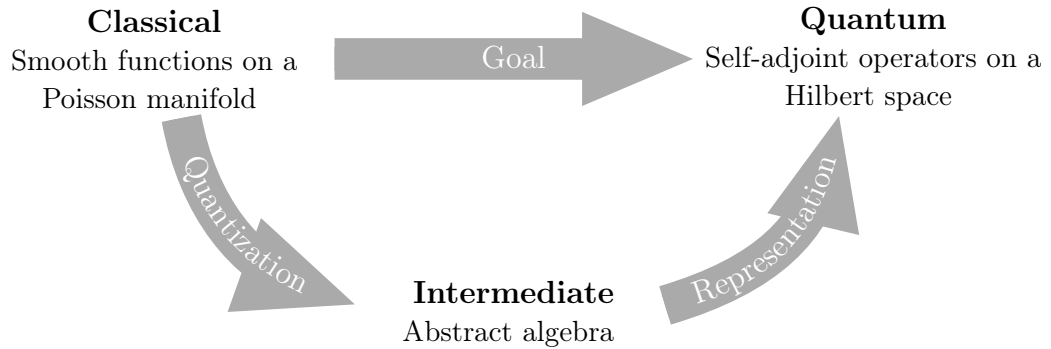 Classical
Smooth functions on a
Poisson manifold
Goal
Quantum
Self-adjoint operators on a
Hilbert space
Quantization
Representation
Intermediate
Abstract algebra